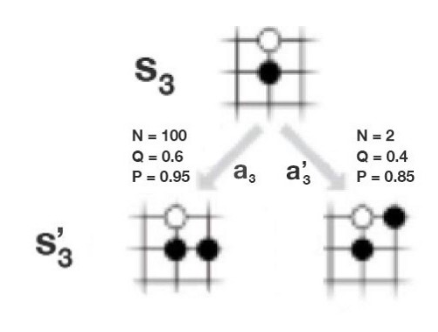 S₃
N = 100
Q = 0.6
P = 0.95
a₃
a'₃
N = 2
Q = 0.4
P = 0.85
S'₃